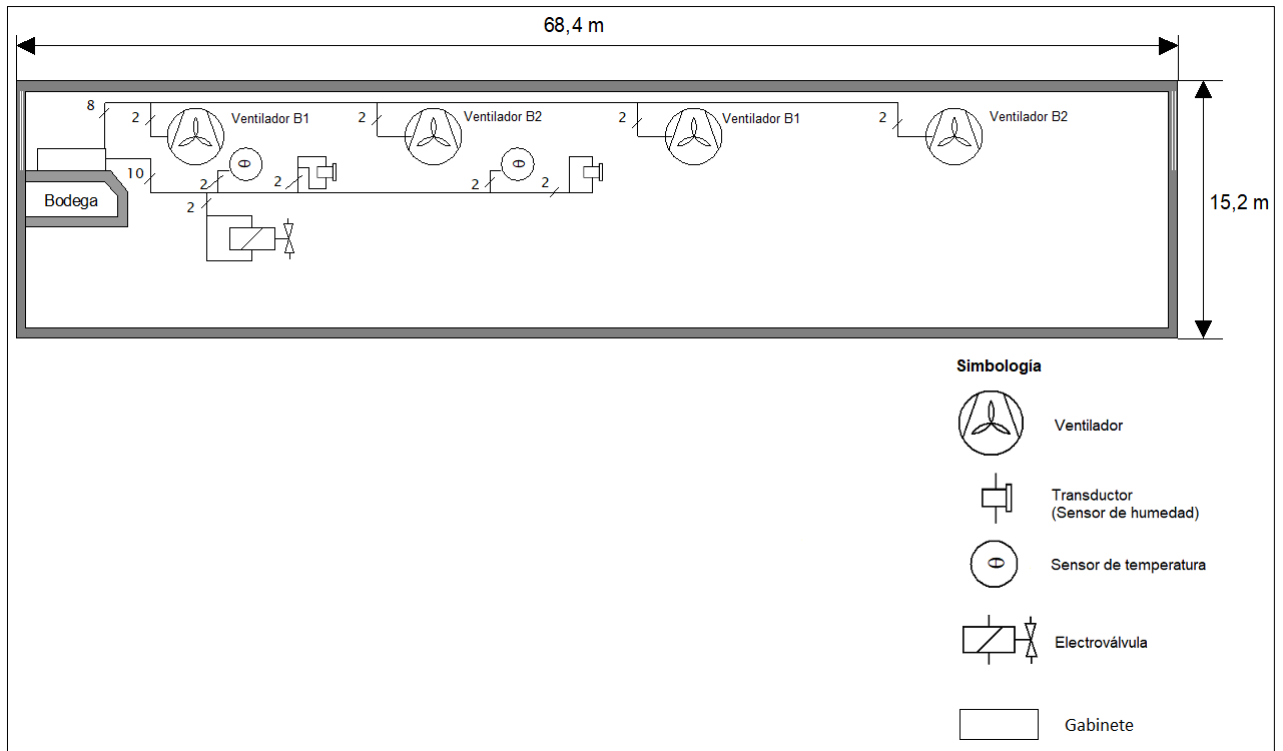 68,4 m
8
2
Ventilador B1
2
Ventilador B2
2
Ventilador B1
2
Ventilador B2
10
2
2
2
2
2
Bodega
15,2 m
Simbología
Ventilador
Transductor
(Sensor de humedad)
Sensor de temperatura
Electroválvula
Gabinete